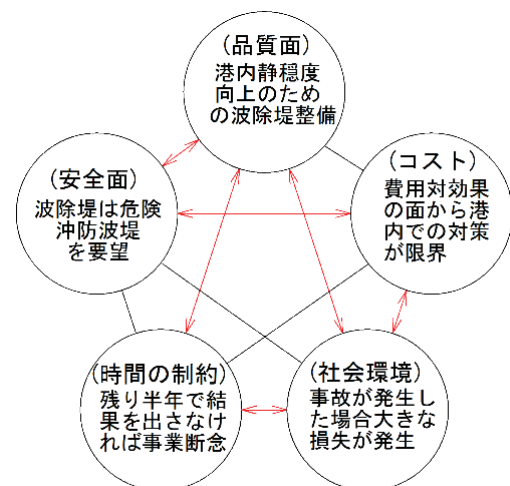 (品質面)
港内静穏度
向上のため
の波除堤整備
(安全面)
波除堤は危険
沖防波堤
を要望
(コスト)
費用対効果
の面から港
内での対策
が限界
(時間の制約)
残り半年で結
果を出さなけ
れば事業断念
(社会環境)
事故が発生し
た場合大きな
損失が発生